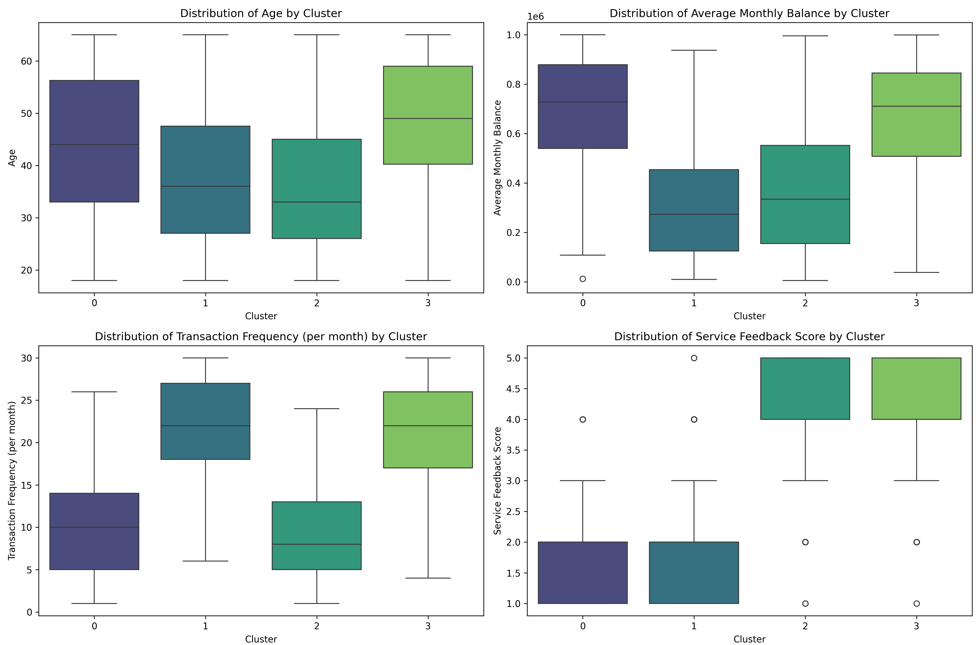 Distribution of Age by Cluster
Age
60
50
40
30
20
0 1 2 3
Cluster
Distribution of Average Monthly Balance by Cluster
1e6
Average Monthly Balance
1.0
0.8
0.6
0.4
0.2
0.0
0 1 2 3
Cluster
Distribution of Transaction Frequency (per month) by Cluster
Transaction Frequency (per month)
30
25
20
15
10
5
0
0 1 2 3
Cluster
Distribution of Service Feedback Score by Cluster
Service Feedback Score
5.0
4.5
4.0
3.5
3.0
2.5
2.0
1.5
1.0
0 1 2 3
Cluster